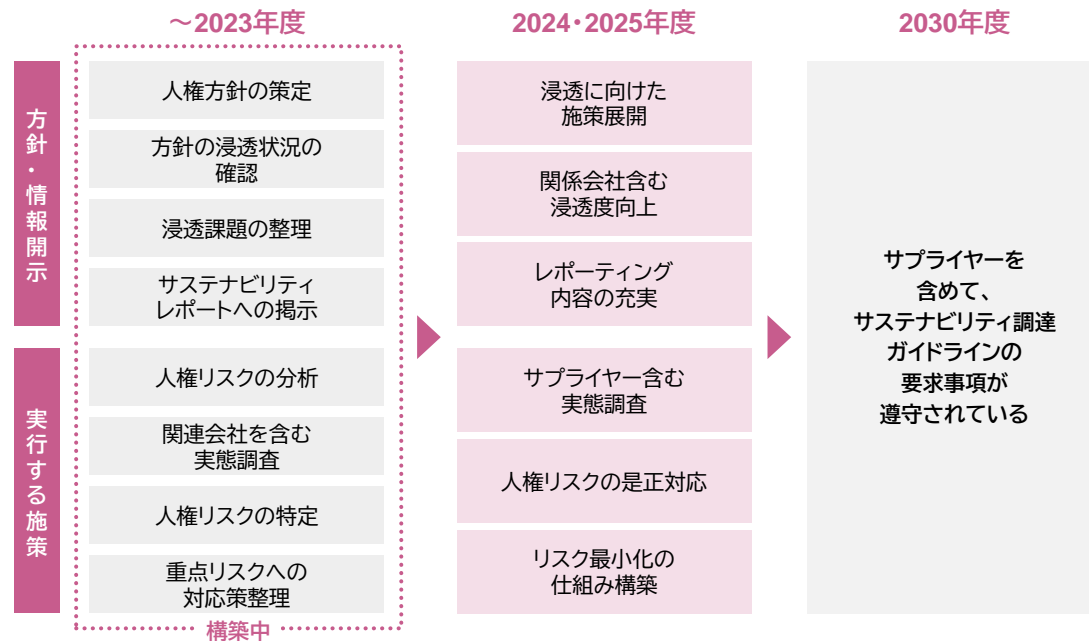 ～2023年度
2024・2025年度
2030年度
方針・情報開示
人権方針の策定
方針の浸透状況の
確認
浸透課題の整理
サステナビリティ
レポートへの掲示
実行する施策
人権リスクの分析
関連会社を含む
実態調査
人権リスクの特定
重点リスクへの
対応策整理
構築中
浸透に向けた
施策展開
関係会社含む
浸透度向上
レポーティング
内容の充実
サプライヤー含む
実態調査
人権リスクの是正対応
リスク最小化の
仕組み構築
サプライヤーを
含めて、
サステナビリティ調達
ガイドラインの
要求事項が
遵守されている